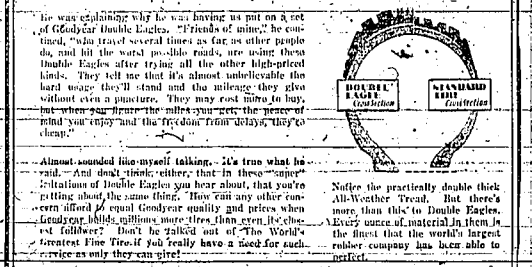 He was explaining why he was having us put on a set
of Goodyear Double Eagles. "Friends of mine," he con-
tinued, "who travel several times as far as other people
do, and hit the worst possible roads are using these
Double Eagles after trying all the other high-priced
kinds. They tell me that it's almost unbelievable the
hard usage they'll stand and the mileage they give
without even a puncture. They may cost more to buy,
but when you figure the miles you get, the peace of
mind you enjoy and the freedom from delays, they're
cheap."
Almost sounded like myself talking. It's true what he
said. And don't think, either, that in these "super"
imitations of Double Eagles you hear about, that you're
getting about the same thing. How can any other con-
cern afford to equal Goodyear quality and prices when
Goodyear builds millions more tires than even its clos-
est follower? Don't be talked out of The World's
Greatest Fine Tire if you really have a need for such
service as only they can give!
DOUBLE EAGLE
Cross Section
STANDARD TIRE
Cross Section
Notice the practically double thick
All-Weather Tread. But there's
more than this to Double Eagles.
Every ounce of material in them is
the finest that the world's largest
rubber company has been able to
perfect.